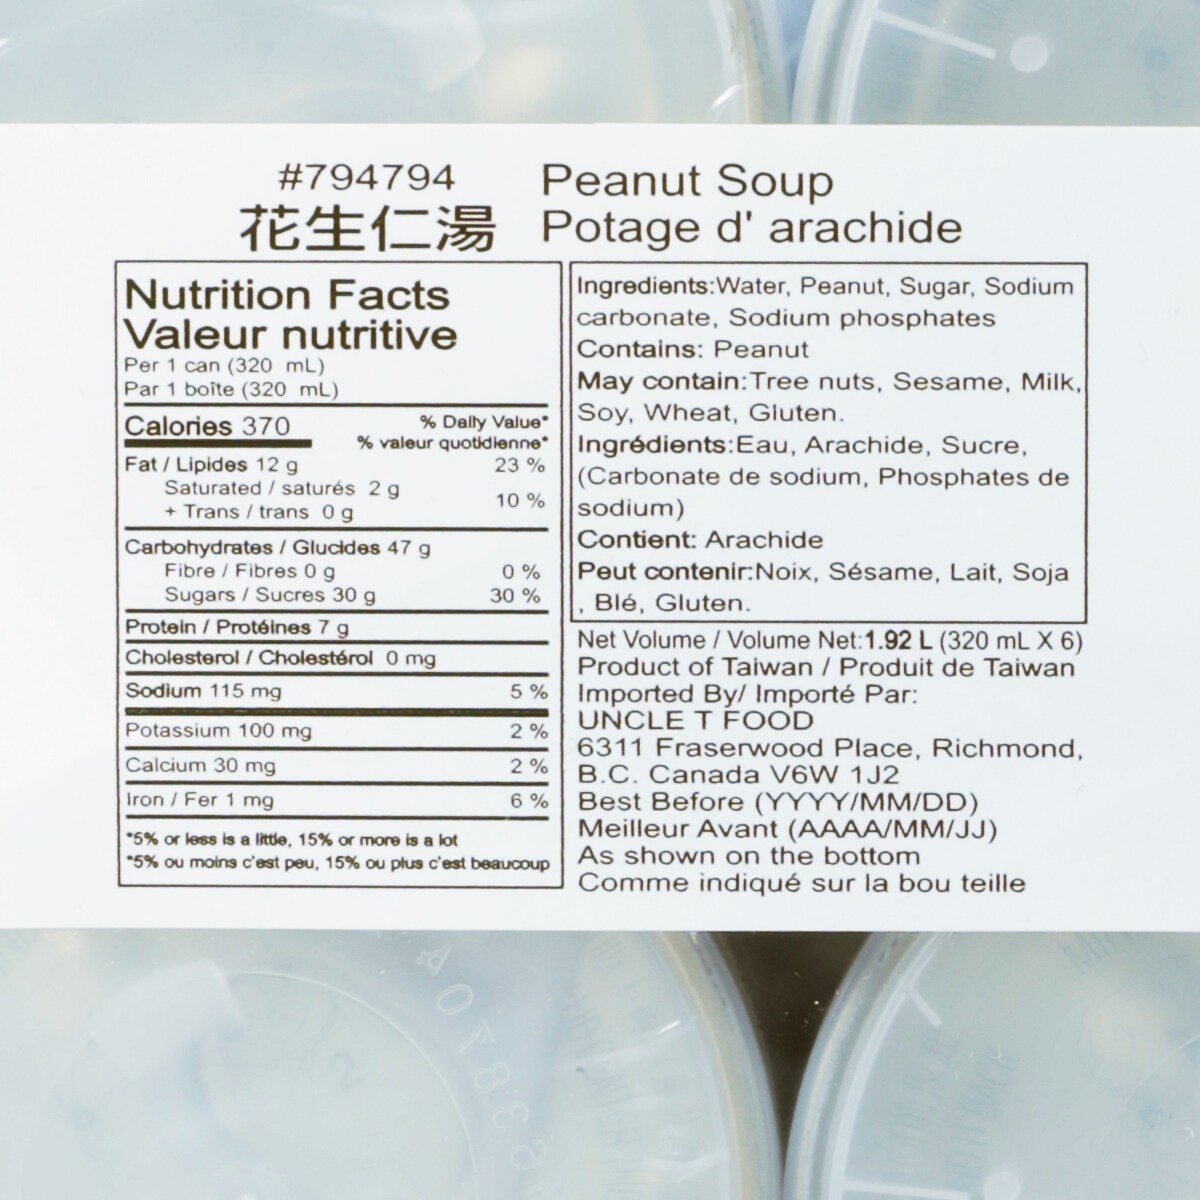 #794794
花生仁湯
Peanut Soup
Potage d' arachide
Nutrition Facts
Valeur nutritive
Per 1 can (320 mL)
Par 1 boîte (320 mL)
Calories 370
% Daily Value*
% valeur quotidienne*
Fat / Lipides 12 g 23 %
Saturated / saturés 2 g
+ Trans / trans 0 g
10 %
Carbohydrates / Glucides 47 g
Fibre / Fibres 0 g 0 %
Sugars / Sucres 30 g 30 %
Protein / Protéines 7 g
Cholesterol / Cholestérol 0 mg
Sodium 115 mg 5 %
Potassium 100 mg 2 %
Calcium 30 mg 2 %
Iron / Fer 1 mg 6 %
*5% or less is a little, 15% or more is a lot
*5% ou moins c'est peu, 15% ou plus c'est beaucoup
Ingredients:Water, Peanut, Sugar, Sodium
carbonate, Sodium phosphates
Contains: Peanut
May contain:Tree nuts, Sesame, Milk,
Soy, Wheat, Gluten.
Ingrédients:Eau, Arachide, Sucre,
(Carbonate de sodium, Phosphates de
sodium)
Contient: Arachide
Peut contenir:Noix, Sésame, Lait, Soja
, Blé, Gluten.
Net Volume / Volume Net:1.92 L (320 mL X 6)
Product of Taiwan / Produit de Taiwan
Imported By/ Importé Par:
UNCLE T FOOD
6311 Fraserwood Place, Richmond,
B.C. Canada V6W 1J2
Best Before (YYYY/MM/DD)
Meilleur Avant (AAAA/MM/JJ)
As shown on the bottom
Comme indiqué sur la bou teille